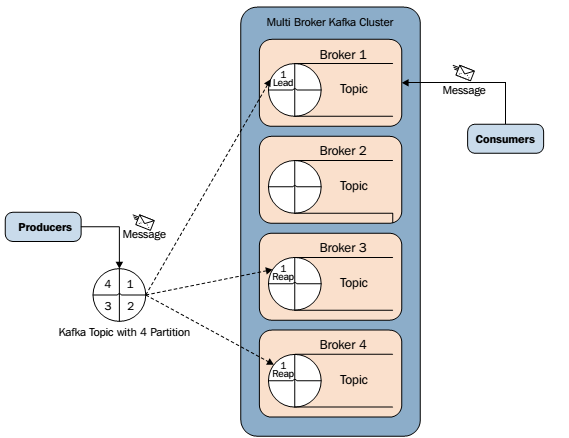 Multi Broker Kafka Cluster
Broker 1
1
Lead
Topic
Message
Consumers
Broker 2
Topic
Producers
Message
Broker 3
1
Reap
Topic
4 1
3 2
Kafka Topic with 4 Partition
Broker 4
1
Reap
Topic